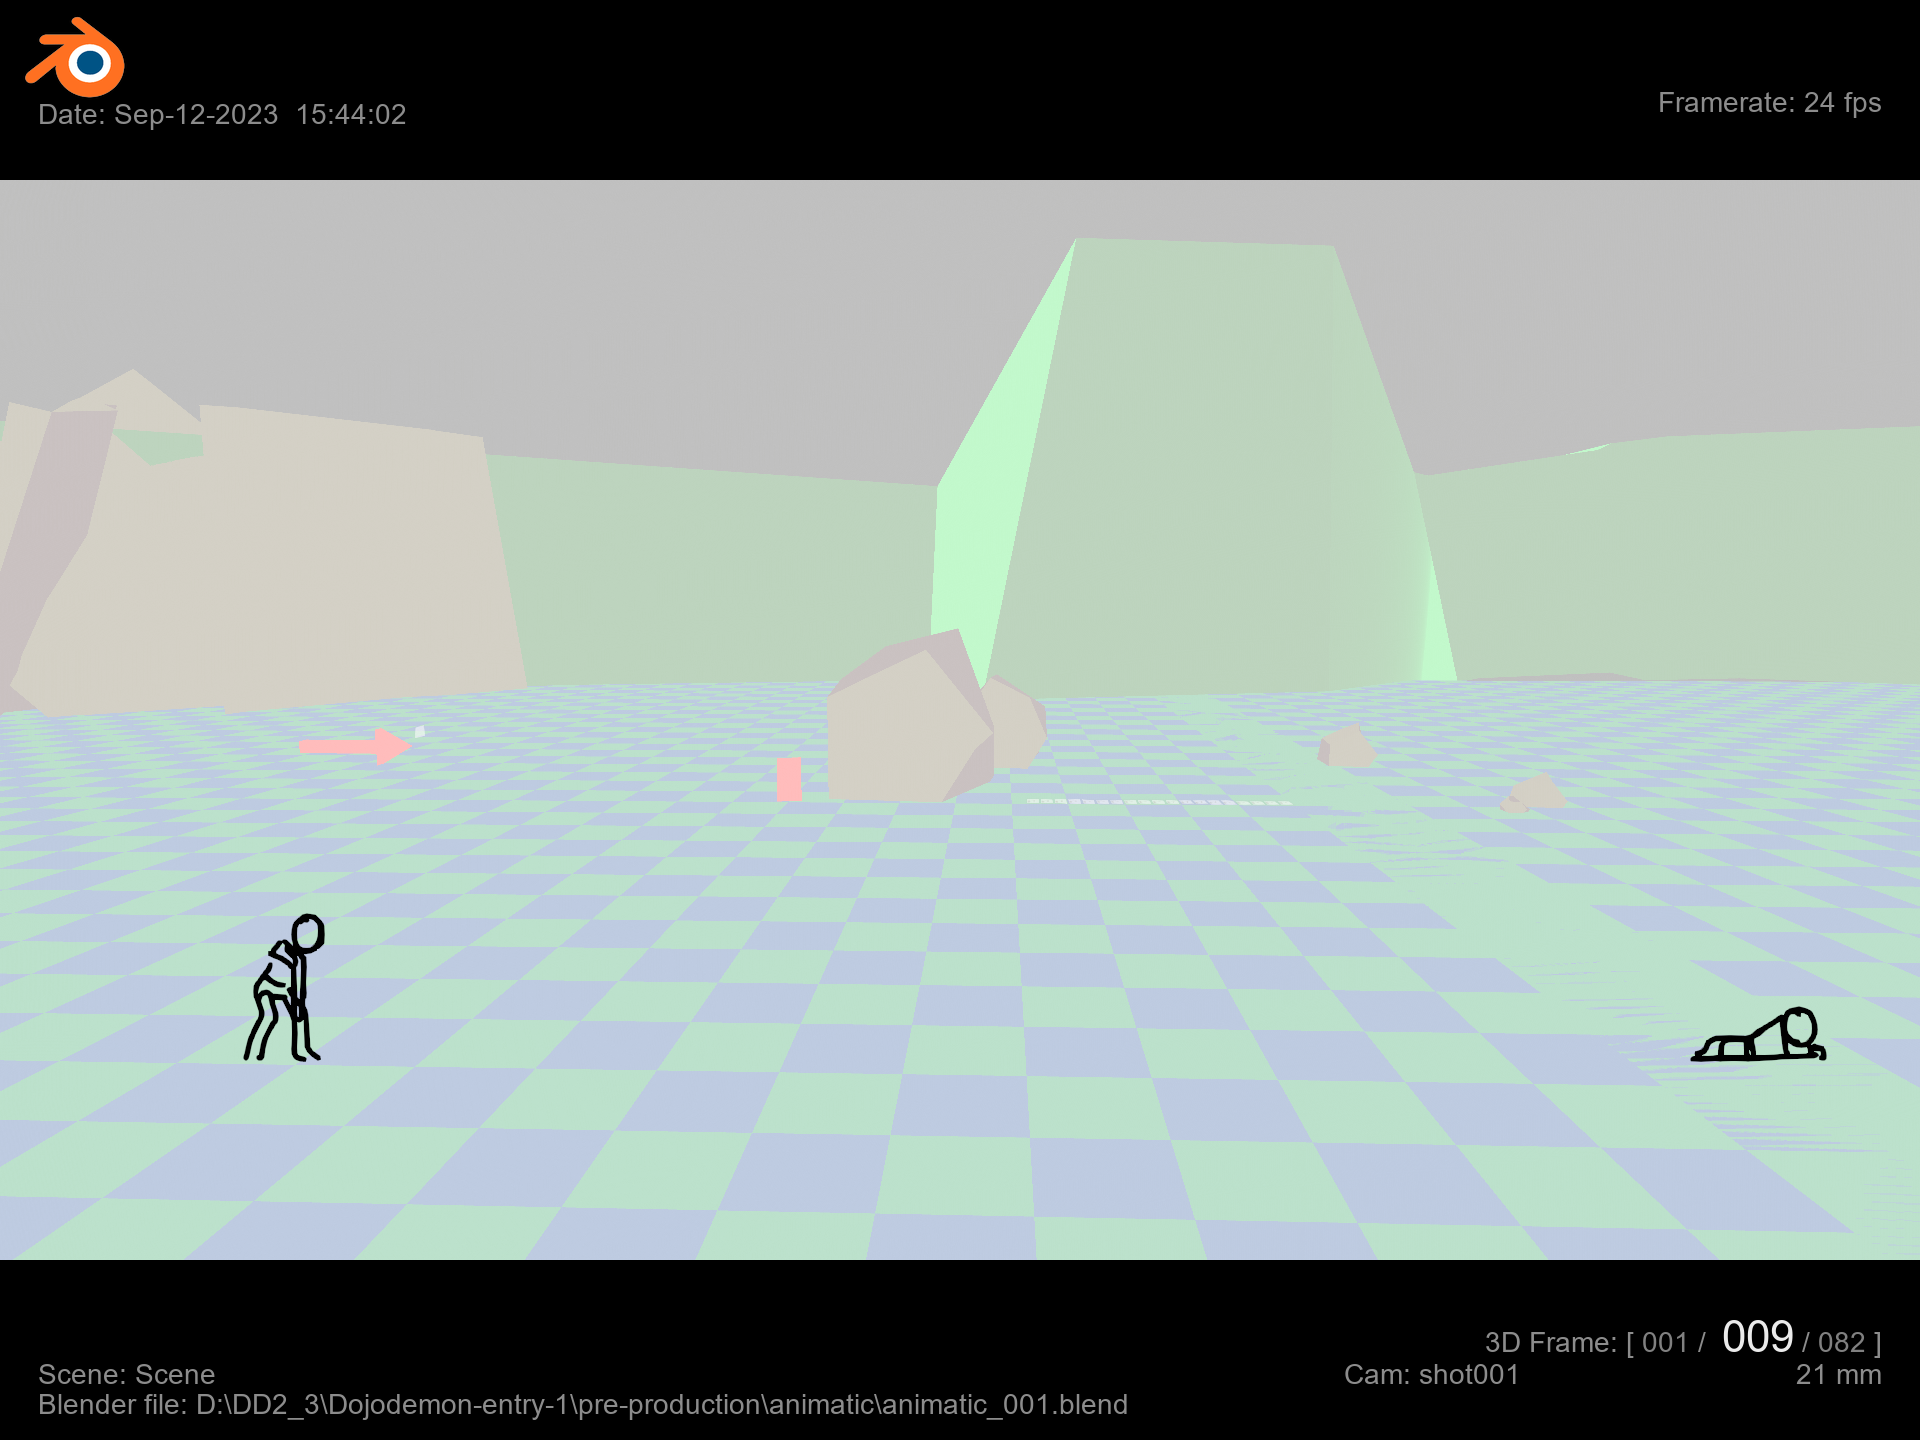 Date: Sep-12-2023  15:44:02
Framerate: 24 fps
3D Frame: [ 001 / 009 / 082 ]
Scene: Scene
Cam: shot001
21 mm
Blender file: D:\DD2_3\Dojodemon-entry-1\pre-production\animatic\animatic_001.blend